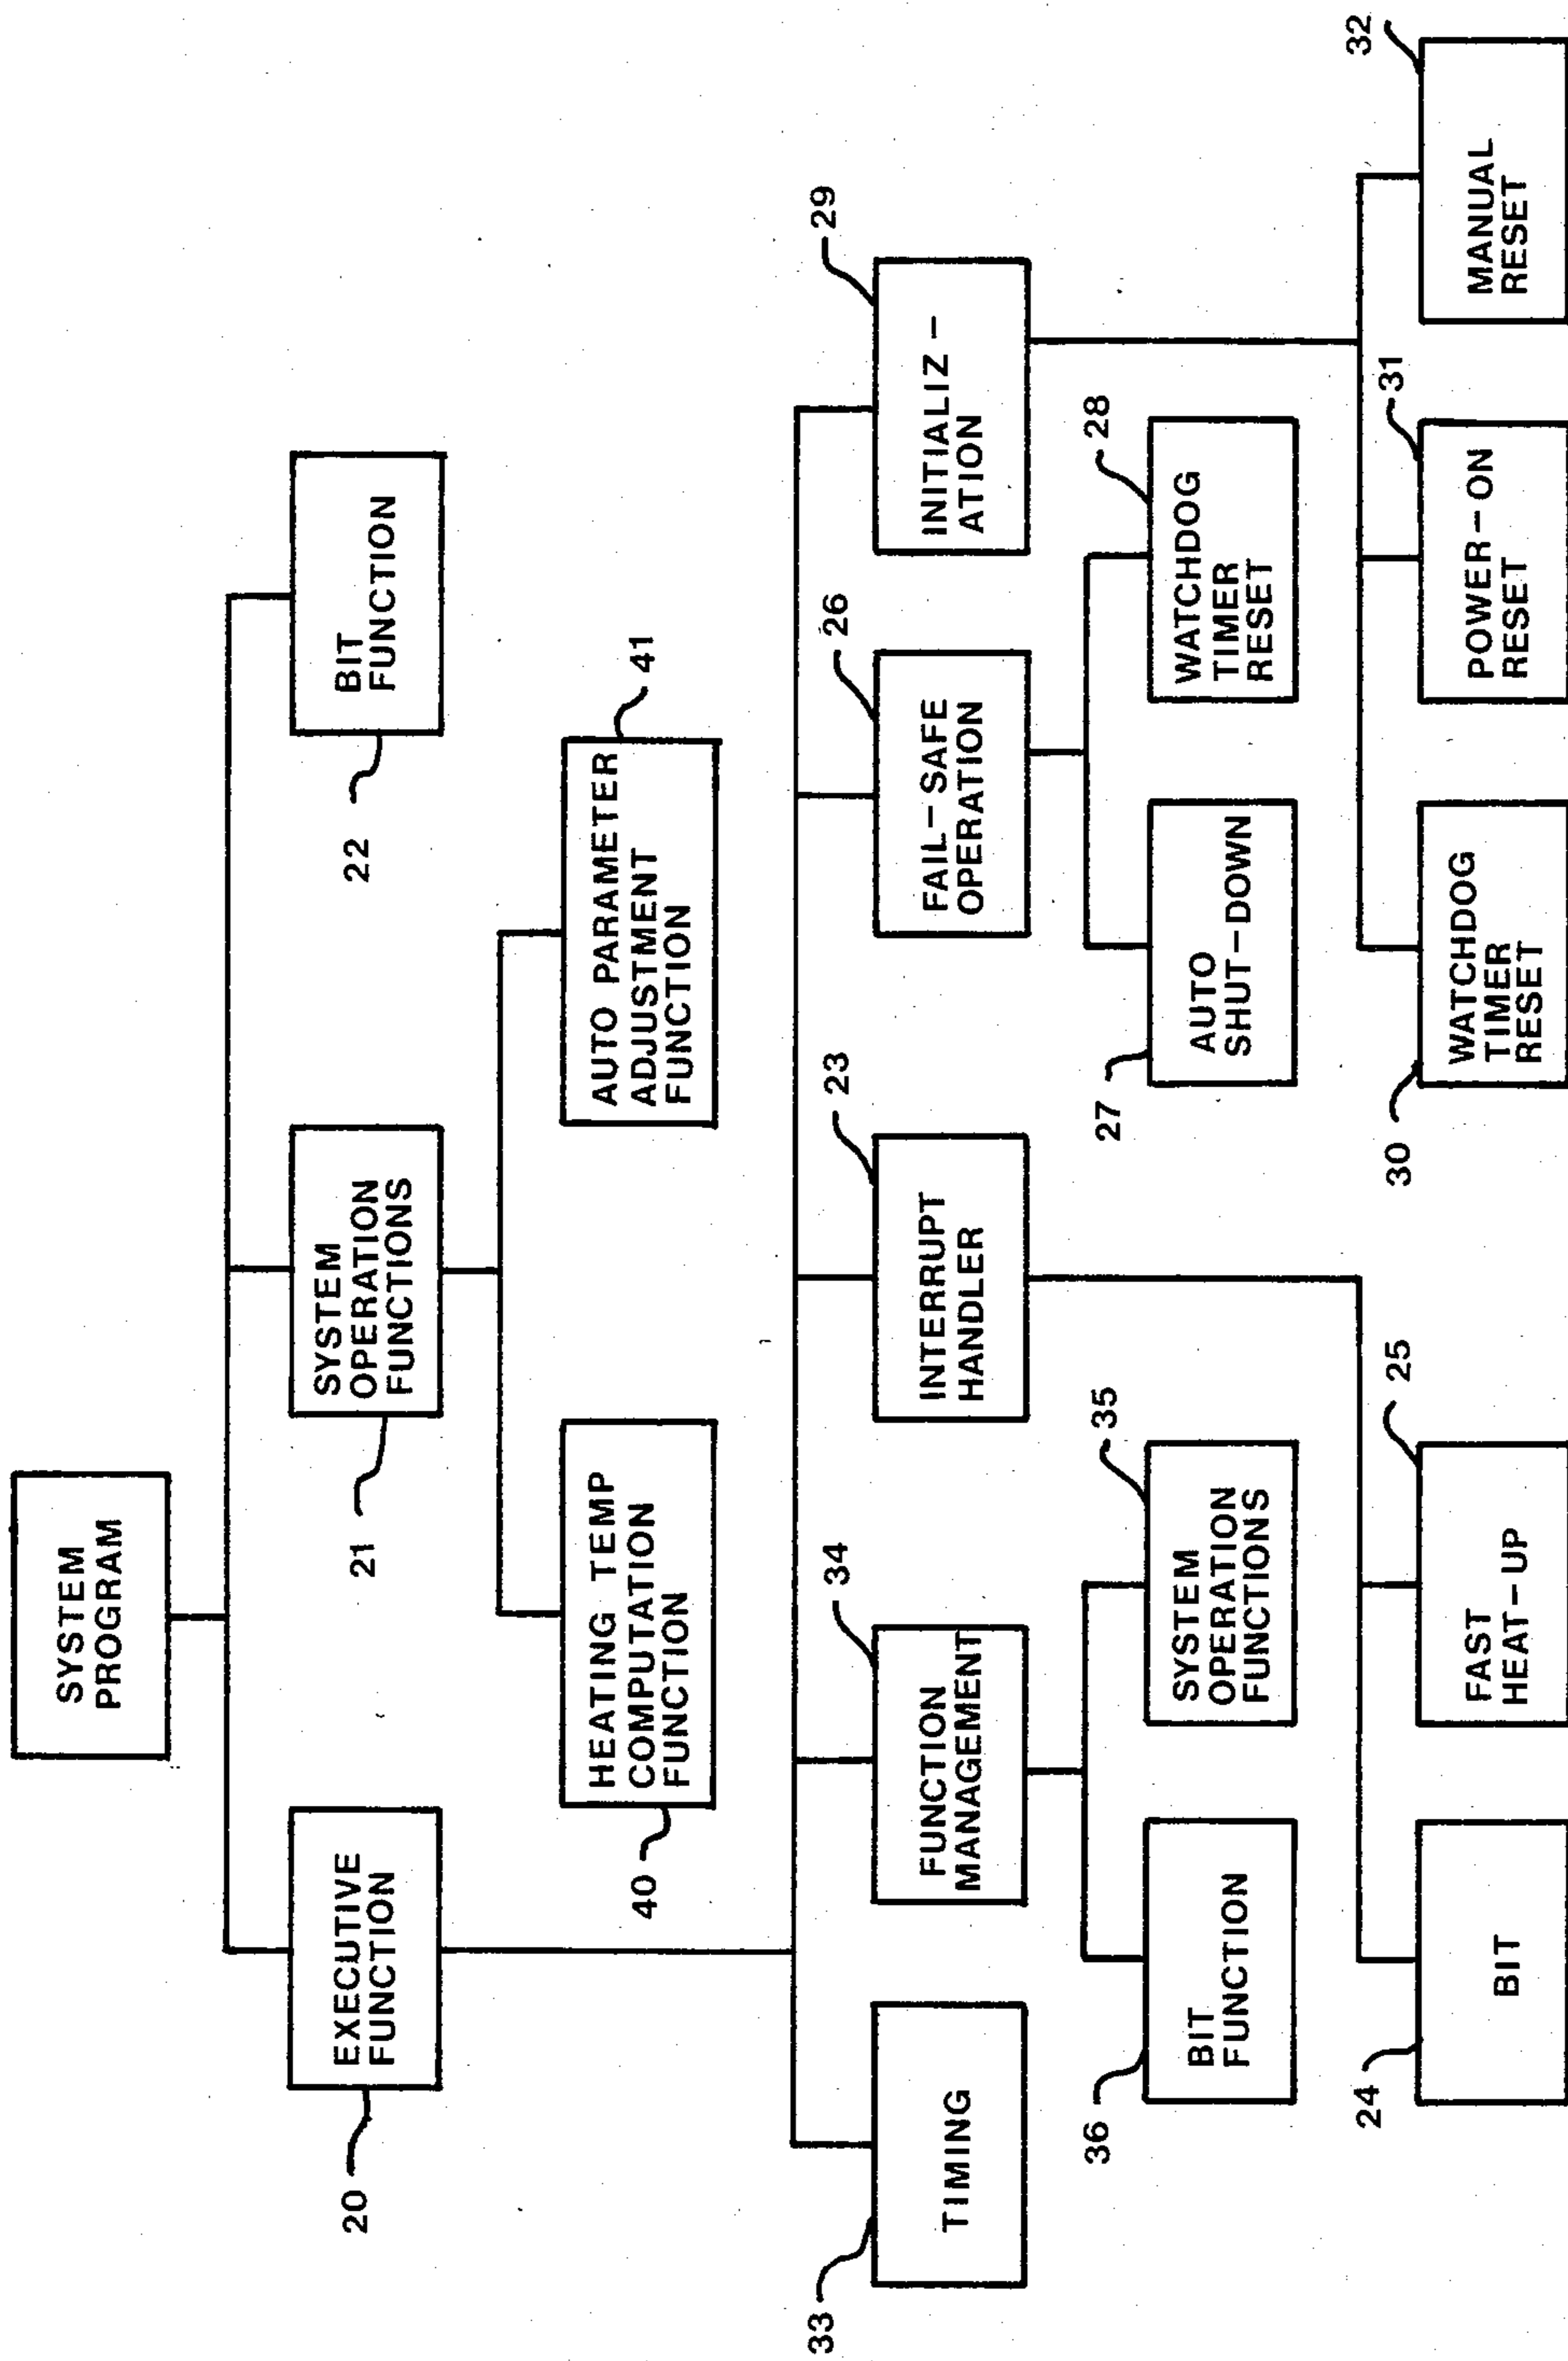 SYSTEM
PROGRAM
EXECUTIVE
FUNCTION
20
SYSTEM
OPERATION
FUNCTIONS
21
BIT
FUNCTION
22
HEATING TEMP
COMPUTATION
FUNCTION
40
AUTO PARAMETER
ADJUSTMENT
FUNCTION
41
33
TIMING
FUNCTION
MANAGEMENT
34
INTERRUPT
HANDLER
23
FAIL-SAFE
OPERATION
26
INITIALIZ-
ATION
29
36
BIT
FUNCTION
SYSTEM
OPERATION
FUNCTIONS
35
27
AUTO
SHUT-DOWN
WATCHDOG
TIMER
RESET
28
24
BIT
FAST
HEAT-UP
25
30
WATCHDOG
TIMER
RESET
POWER-ON
RESET
31
MANUAL
RESET
32